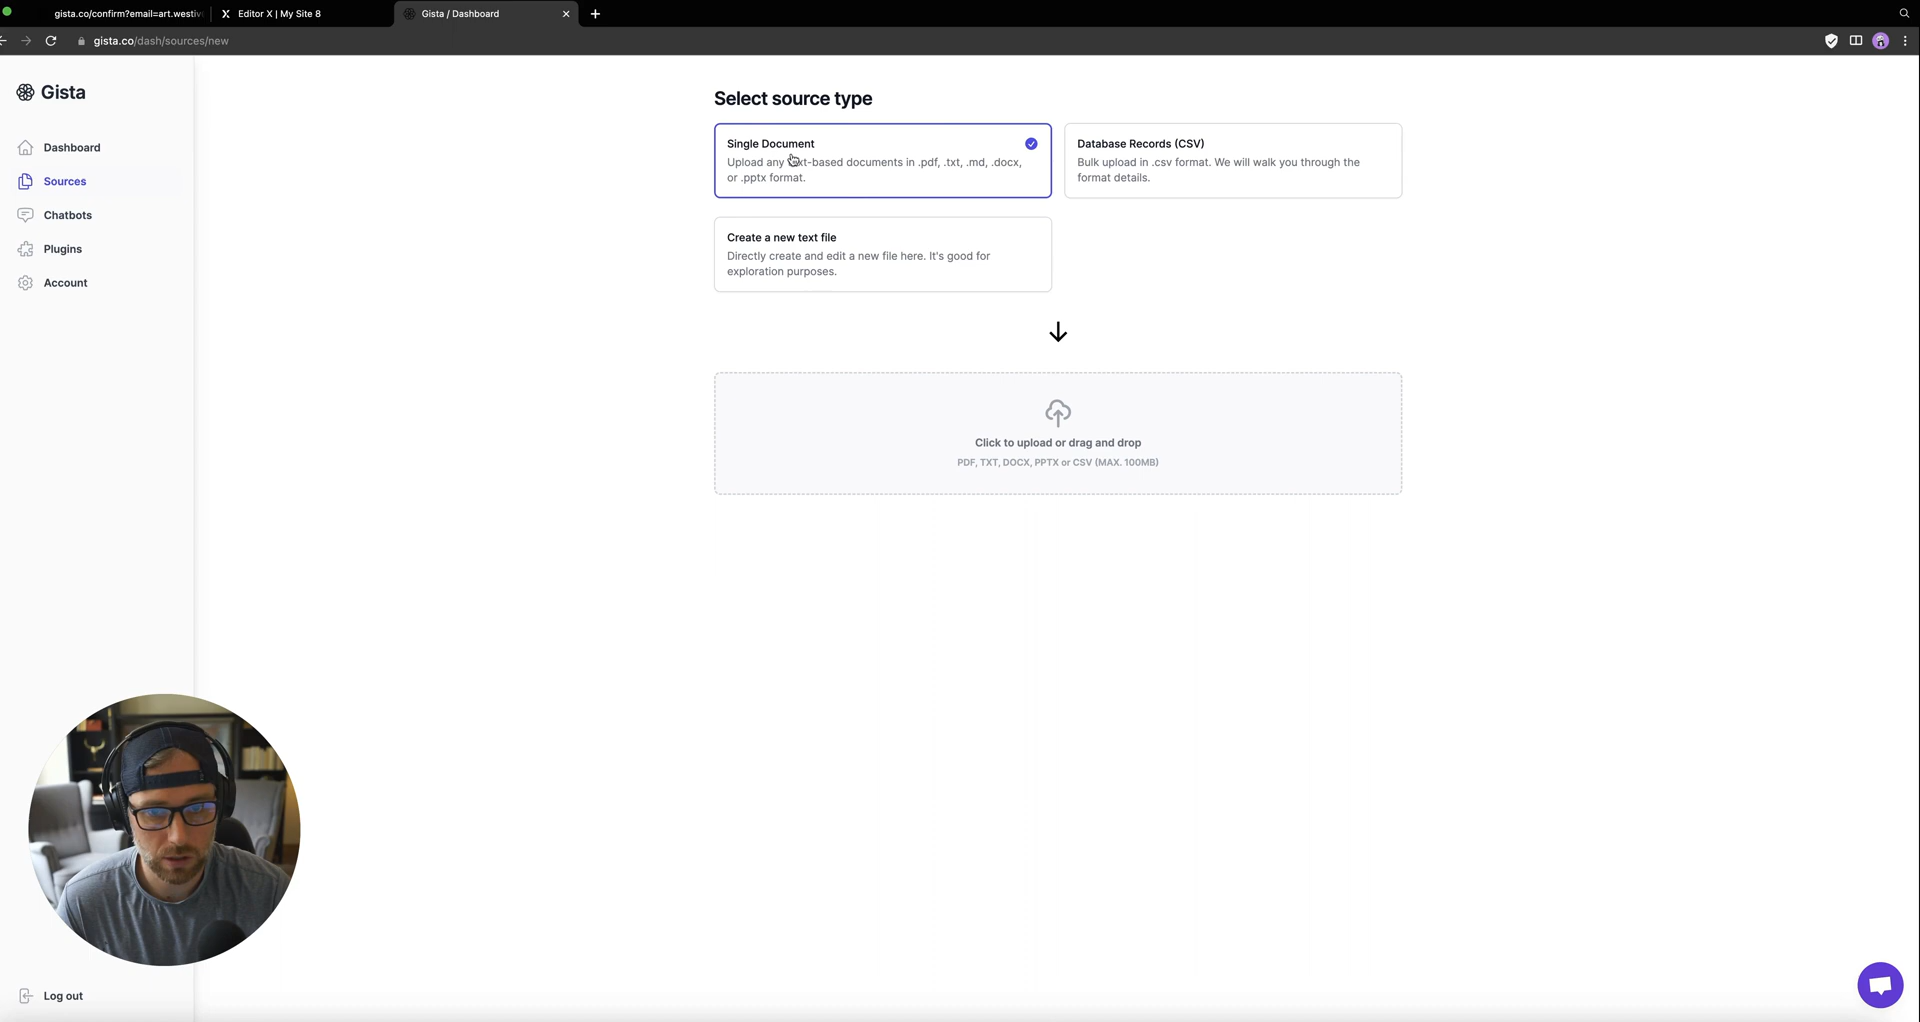 gista.co/confirm?email=art.westiv
X Editor X | My Site 8
Gista / Dashboard
gista.co/dash/sources/new
Gista
Dashboard
Sources
Chatbots
Plugins
Account
Log out
Select source type
Single Document
Upload any text-based documents in .pdf, .txt, .md, .docx,
or .pptx format.
Database Records (CSV)
Bulk upload in .csv format. We will walk you through the
format details.
Create a new text file
Directly create and edit a new file here. It's good for
exploration purposes.
Click to upload or drag and drop
PDF, TXT, DOCX, PPTX or CSV (MAX. 100MB)